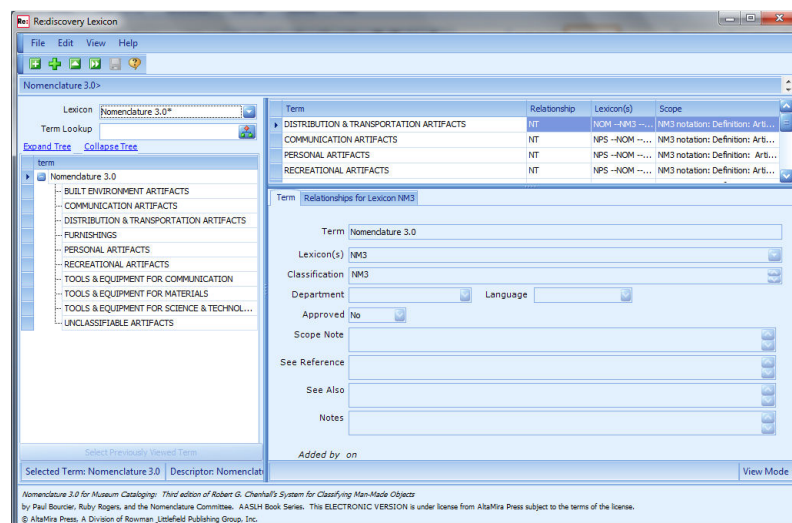 Re: Re:discovery Lexicon
File Edit View Help
Nomenclature 3.0>
Lexicon Nomenclature 3.0*
Term Lookup
Expand Tree Collapse Tree
term
Nomenclature 3.0
BUILT ENVIRONMENT ARTIFACTS
COMMUNICATION ARTIFACTS
DISTRIBUTION & TRANSPORTATION ARTIFACTS
FURNISHINGS
PERSONAL ARTIFACTS
RECREATIONAL ARTIFACTS
TOOLS & EQUIPMENT FOR COMMUNICATION
TOOLS & EQUIPMENT FOR MATERIALS
TOOLS & EQUIPMENT FOR SCIENCE & TECHNOL...
UNCLASSIFIABLE ARTIFACTS
Select Previously Viewed Term
Selected Term: Nomenclature 3.0 Descriptor: Nomenclat
Term Relationship Lexicon(s) Scope
DISTRIBUTION & TRANSPORTATION ARTIFACTS NT NOM --NM3 --... NM3 notation: Definition: Arti...
COMMUNICATION ARTIFACTS NT NPS --NOM --... NM3 notation: Definition: Arti...
PERSONAL ARTIFACTS NT NPS --NOM --... NM3 notation: Definition: Arti...
RECREATIONAL ARTIFACTS NT NPS --NOM --... NM3 notation: Definition: Arti...
Term Relationships for Lexicon NM3
Term Nomenclature 3.0
Lexicon(s) NM3
Classification NM3
Department Language
Approved No
Scope Note
See Reference
See Also
Notes
Added by on
View Mode
Nomenclature 3.0 for Museum Cataloging: Third edition of Robert G. Chenhall's System for Classifying Man-Made Objects
by Paul Bourcier, Ruby Rogers, and the Nomenclature Committee. AASLH Book Series. This ELECTRONIC VERSION is under license from AltaMira Press subject to the terms of the license.
© AltaMira Press, A Division of Rowman _Littlefield Publishing Group, Inc.